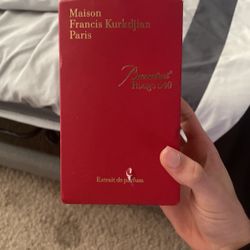 Maison
Francis Kurkdjian
Paris
Baccarat
Rouge 540
Extrait de parfum